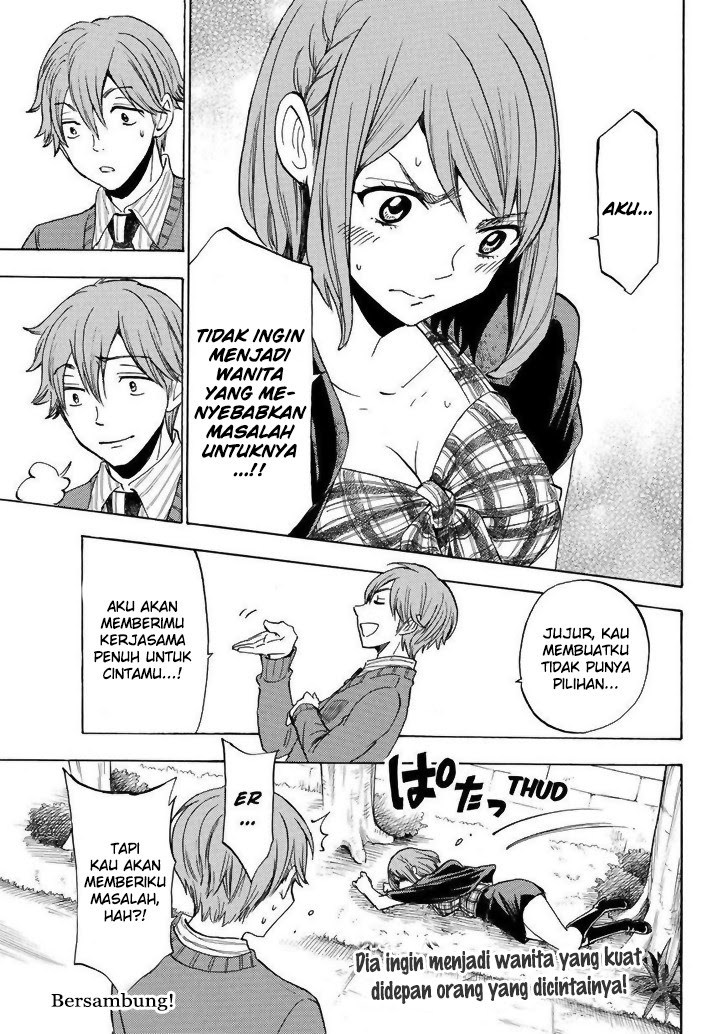 AKU...
TIDAK INGIN
MENJADI
WANITA
YANG ME-
NYEBABKAN
MASALAH
UNTUKNYA
...!!
JUJUR, KAU
MEMBUATKU
TIDAK PUNYA
PILIHAN...
AKU AKAN
MEMBERIMU
KERJASAMA
PENUH UNTUK
CINTAMU...!
ぱたっ
THUD
ER
...
TAPI
KAU AKAN
MEMBERIKU
MASALAH,
HAH?!
Dia ingin menjadi wanita yang kuat
didepan orang yang dicintainya!
Bersambung!